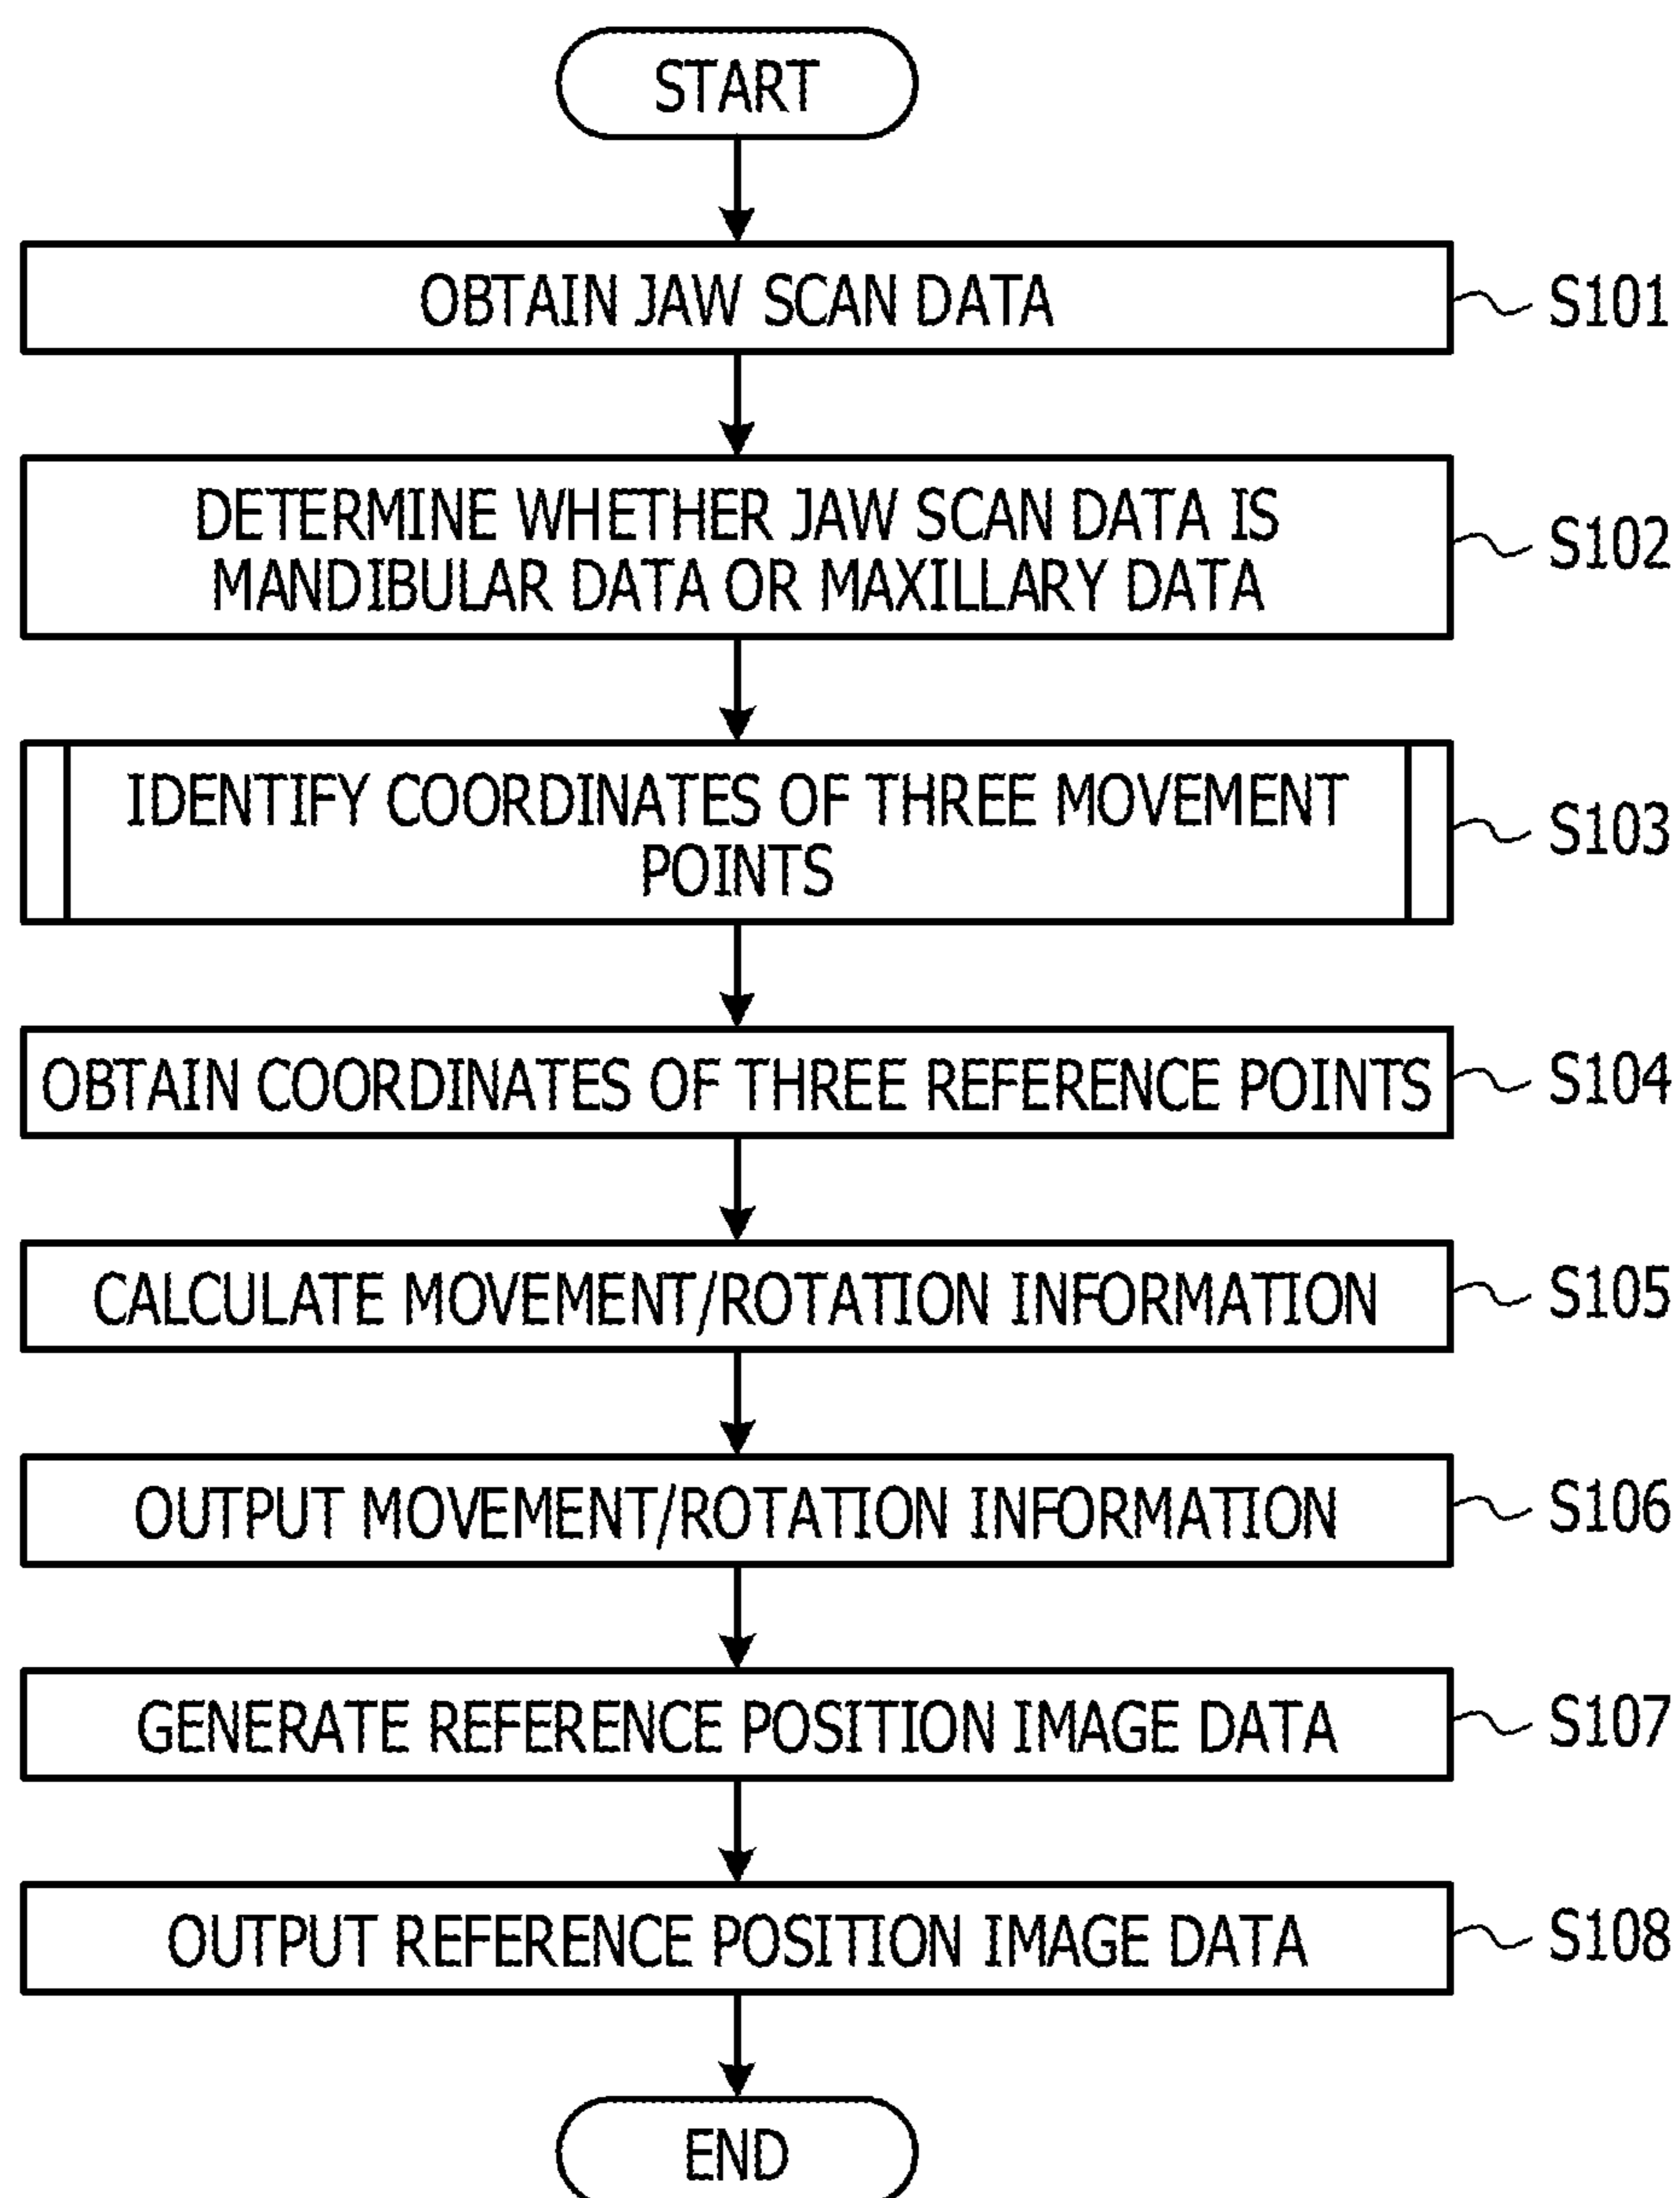 START
OBTAIN JAW SCAN DATA
S101
DETERMINE WHETHER JAW SCAN DATA IS
MANDIBULAR DATA OR MAXILLARY DATA
S102
IDENTIFY COORDINATES OF THREE MOVEMENT
POINTS
S103
OBTAIN COORDINATES OF THREE REFERENCE POINTS
S104
CALCULATE MOVEMENT/ROTATION INFORMATION
S105
OUTPUT MOVEMENT/ROTATION INFORMATION
S106
GENERATE REFERENCE POSITION IMAGE DATA
S107
OUTPUT REFERENCE POSITION IMAGE DATA
S108
END